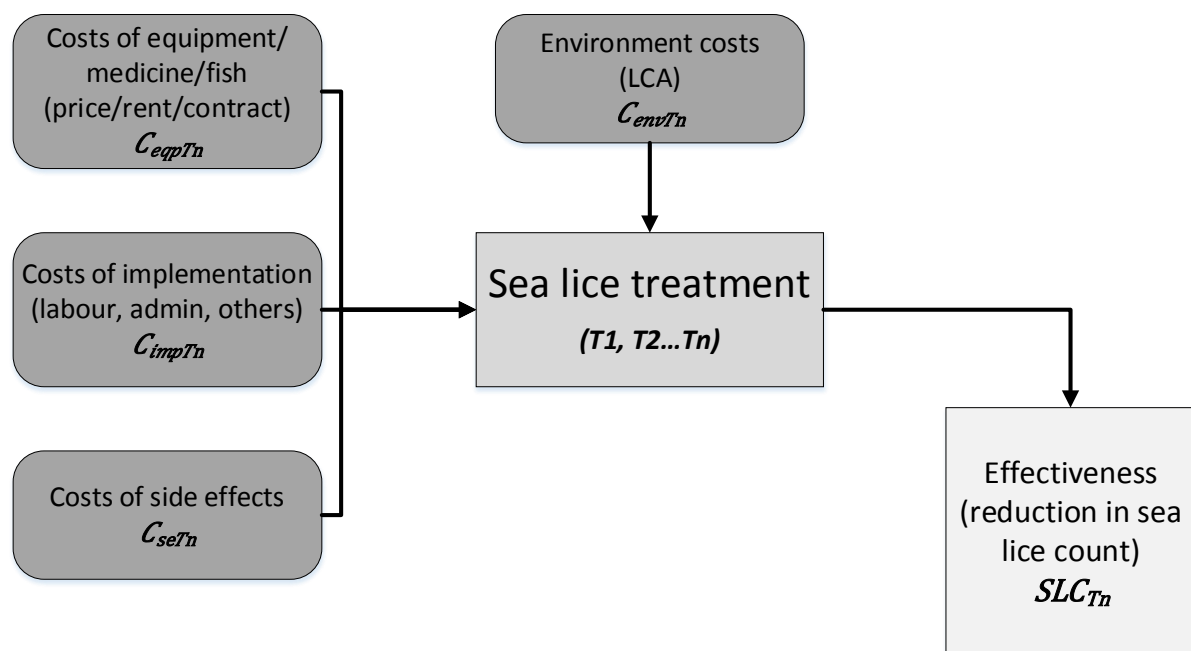 Costs of equipment/
medicine/fish
(price/rent/contract)
CeqpTn
Environment costs
(LCA)
CenvTn
Costs of implementation
(labour, admin, others)
CimpTn
Sea lice treatment
(T1, T2...Tn)
Costs of side effects
CseTn
Effectiveness
(reduction in sea
lice count)
SLCTn